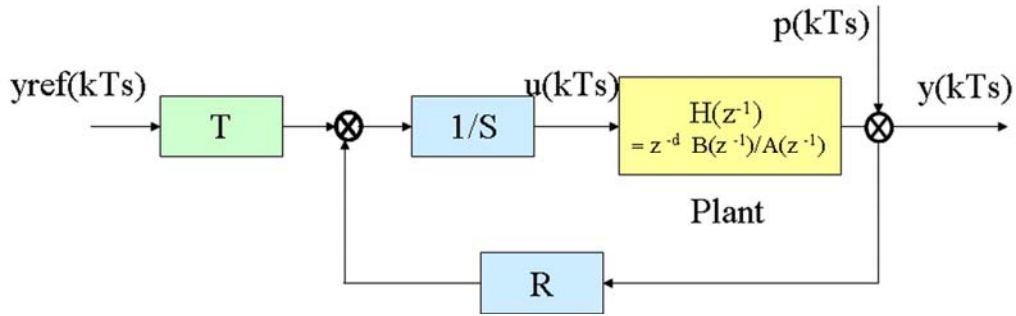 p(kTs)
yref(kTs)
u(kTs)
y(kTs)
T
1/S
H(z⁻¹)
= z ⁻ᵈ B(z ⁻¹)/A(z⁻¹)
Plant
R